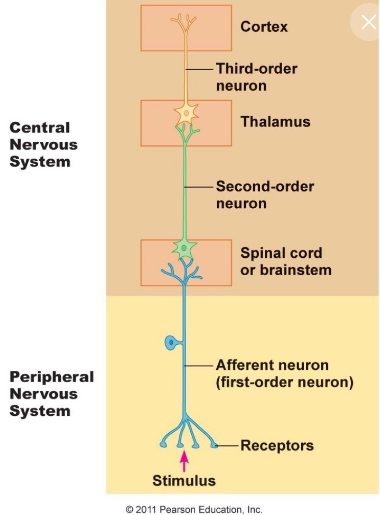 Cortex
Third-order
neuron
Thalamus
Central
Nervous
System
Second-order
neuron
Spinal cord
or brainstem
Afferent neuron
(first-order neuron)
Peripheral
Nervous
System
Receptors
Stimulus
© 2011 Pearson Education, Inc.